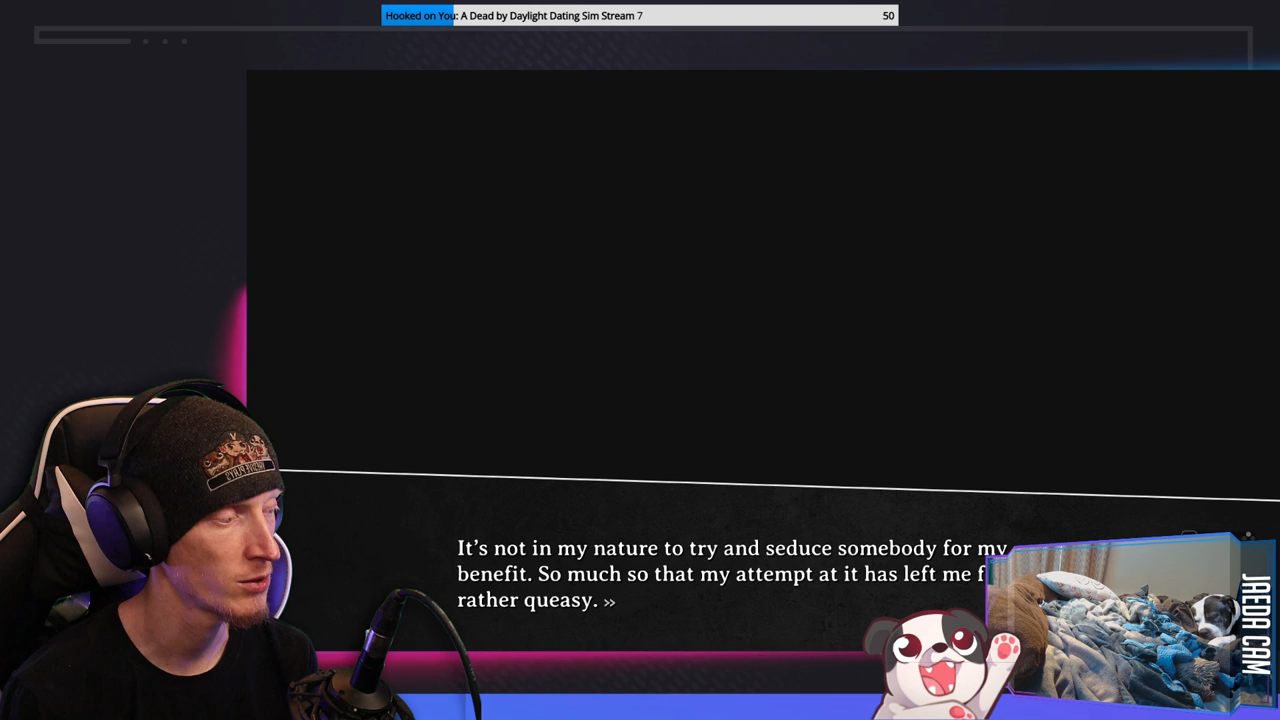 Hooked on You: A Dead by Daylight Dating Sim Stream 7
50
It's not in my nature to try and seduce somebody for my
benefit. So much so that my attempt at it has left me
rather queasy. »
JAEDA CAM